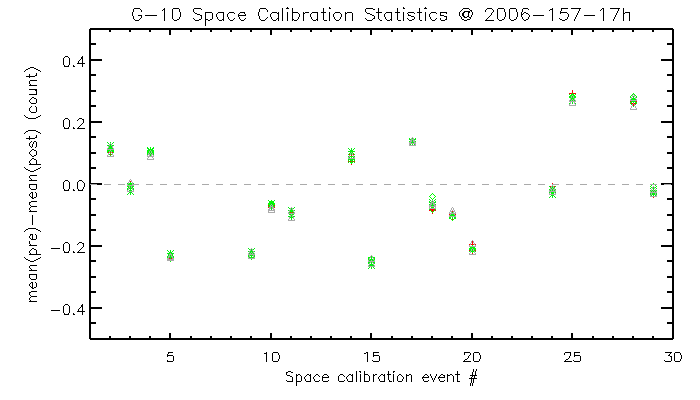 G-10 Space Calibration Statistics @ 2006-157-17h
mean(pre)-mean(post) (count)
0.4
0.2
0.0
-0.2
-0.4
5 10 15 20 25 30
Space calibration event #